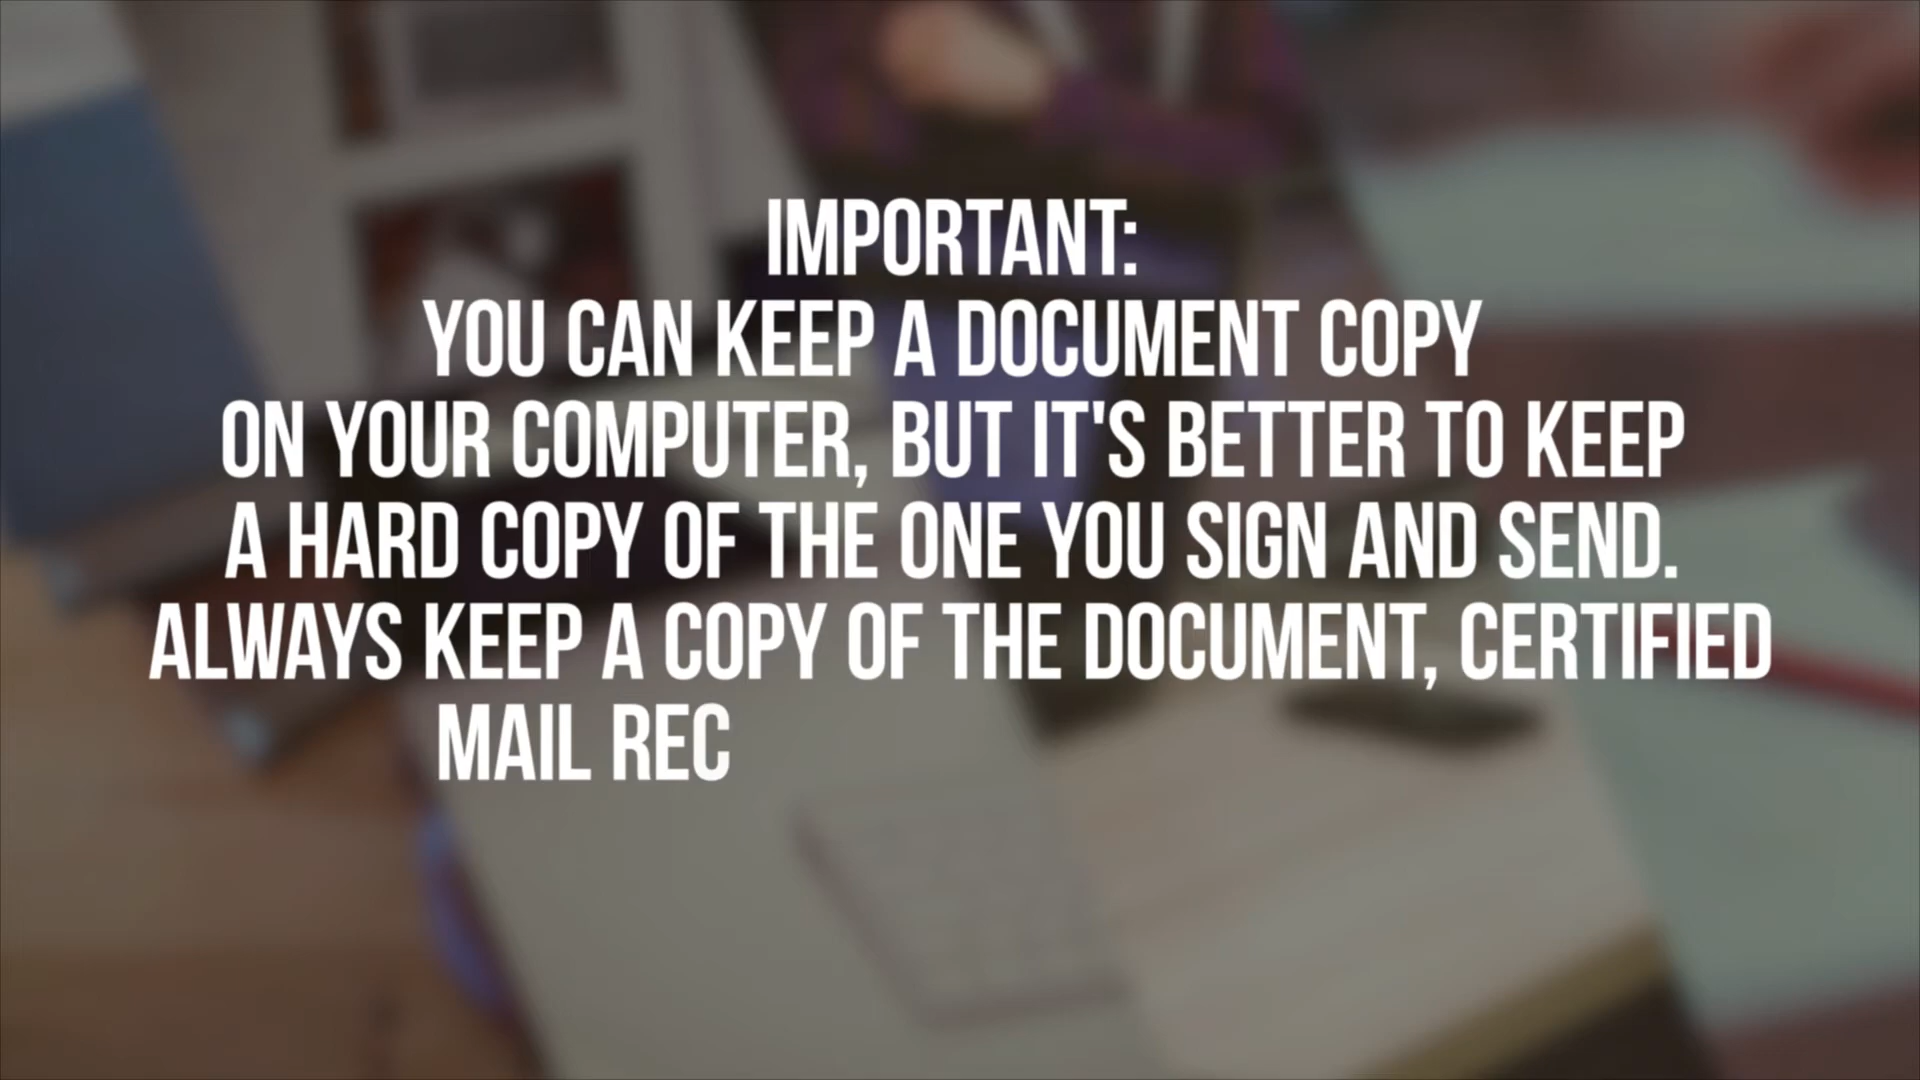 IMPORTANT:
YOU CAN KEEP A DOCUMENT COPY
ON YOUR COMPUTER, BUT IT'S BETTER TO KEEP
A HARD COPY OF THE ONE YOU SIGN AND SEND.
ALWAYS KEEP A COPY OF THE DOCUMENT, CERTIFIED
MAIL REC